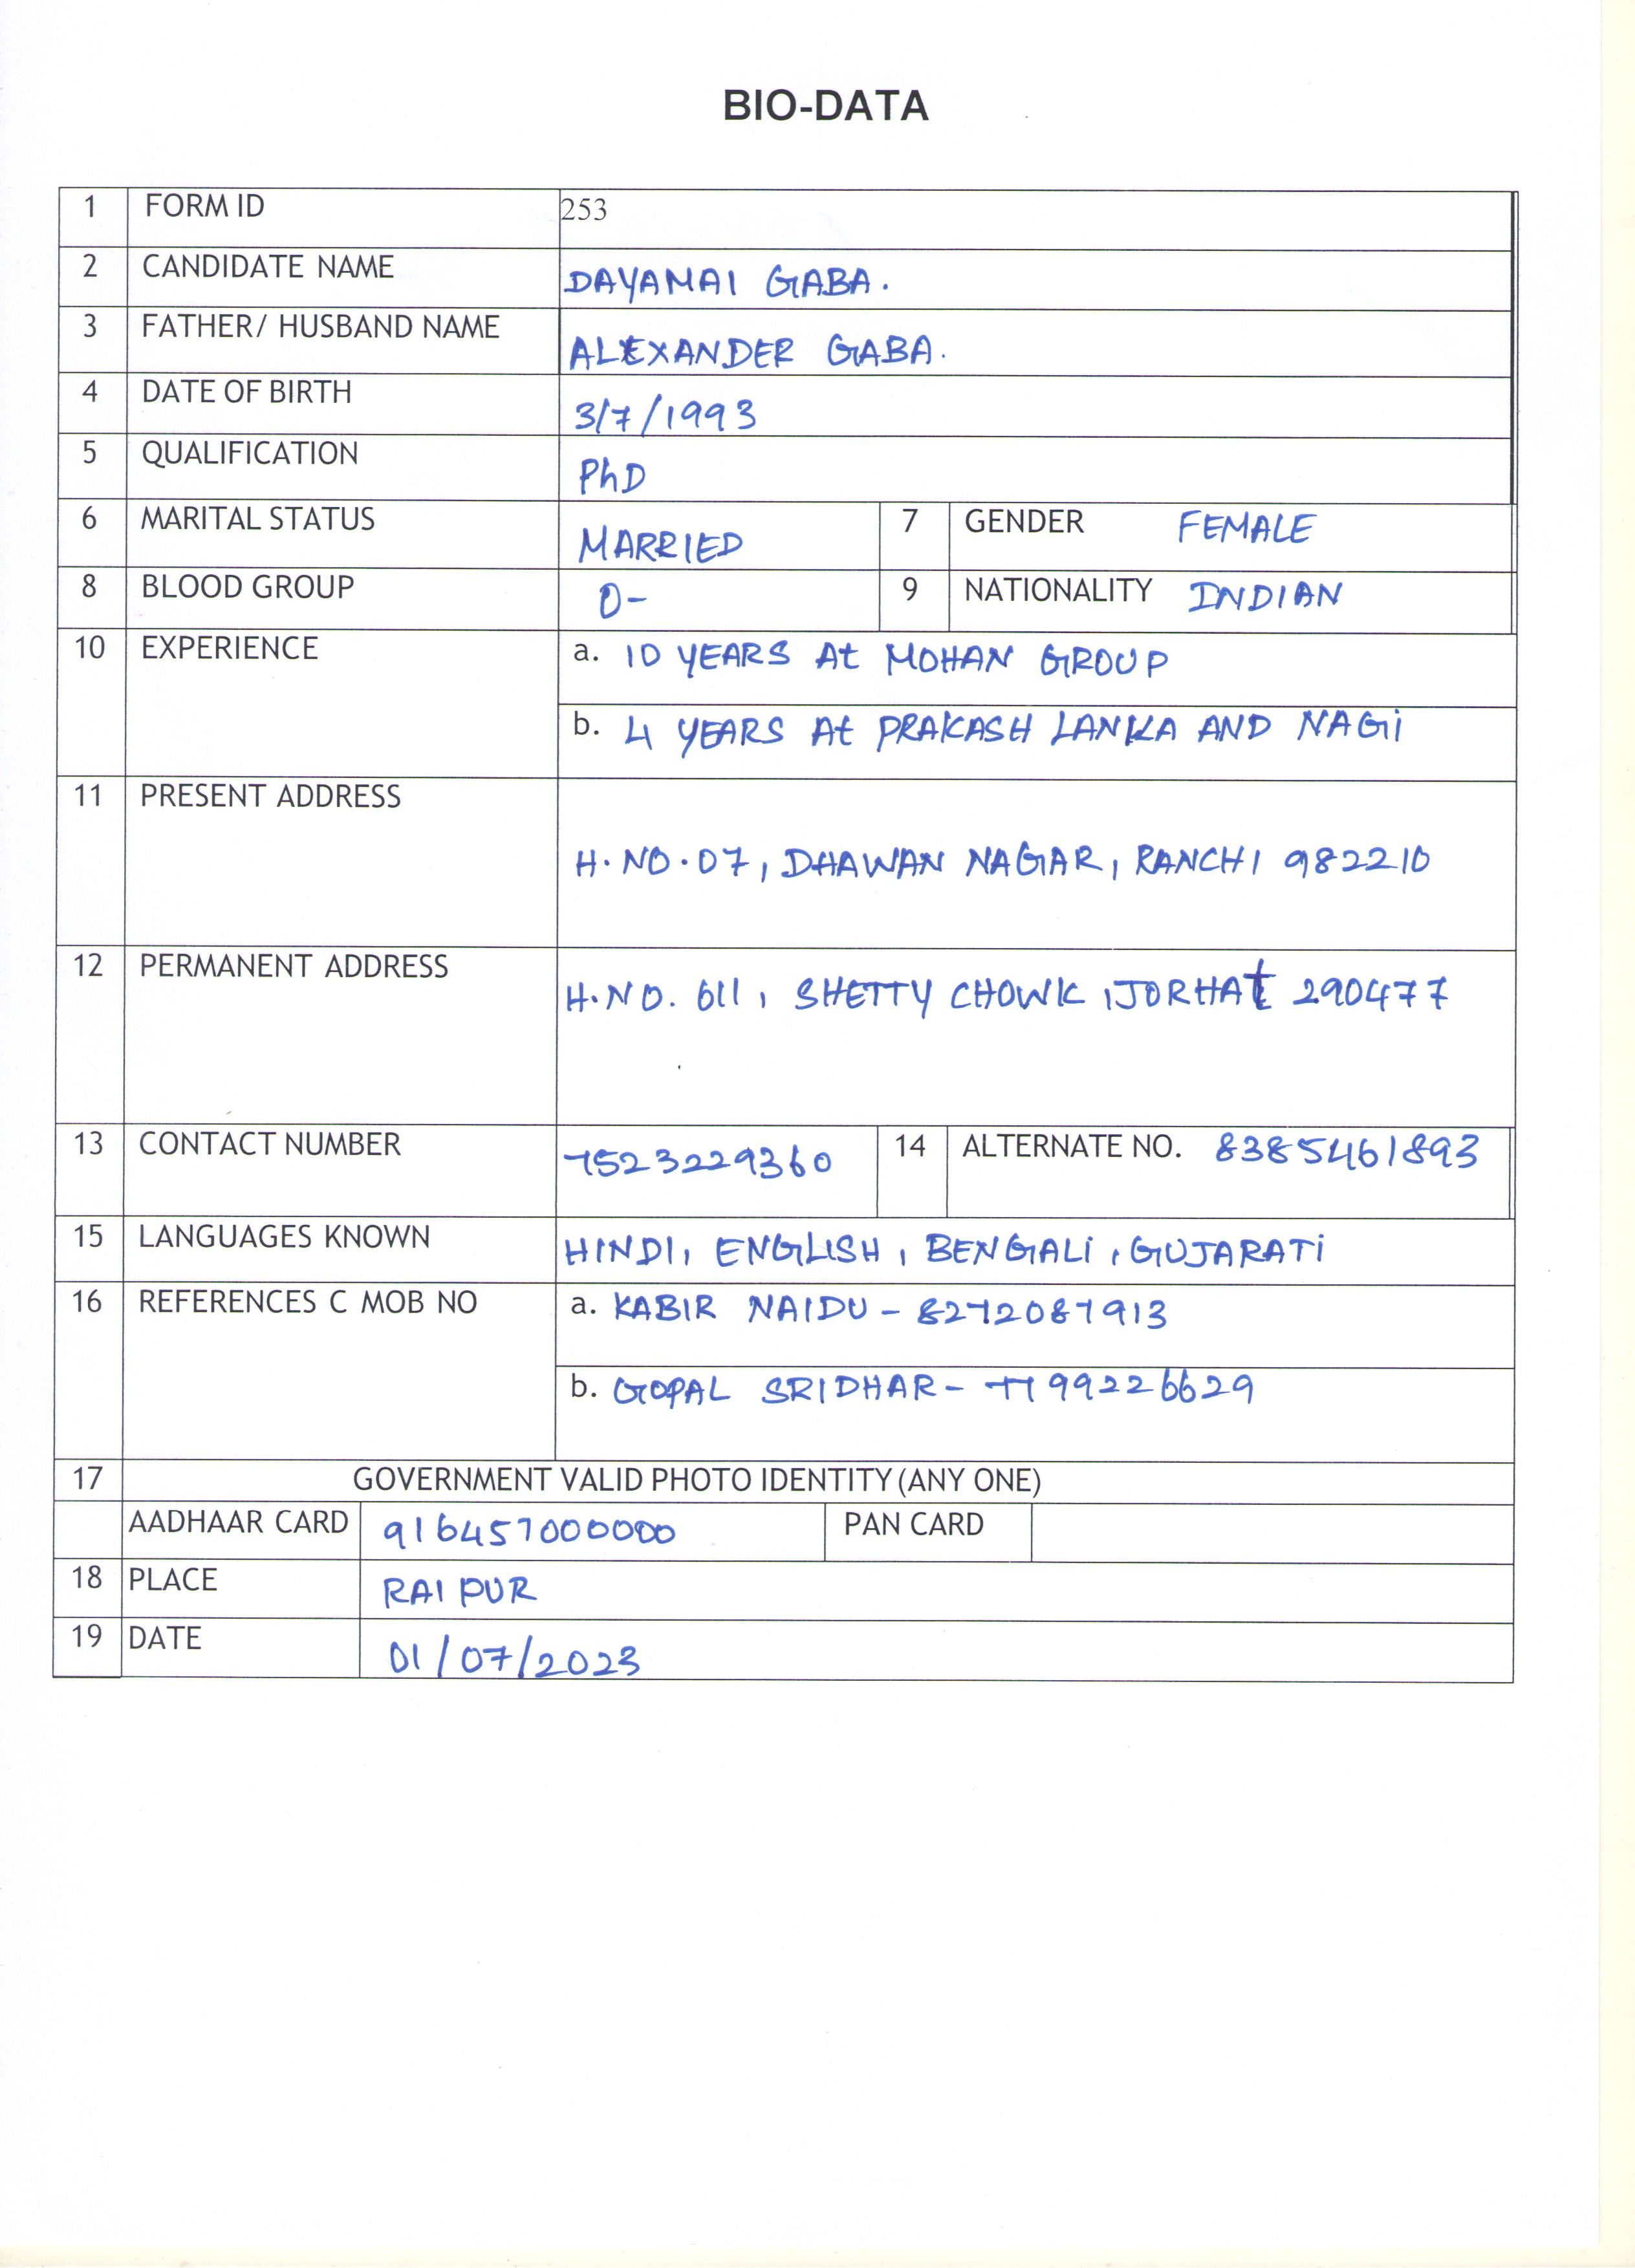 BIO-DATA
1 FORM ID 253
2 CANDIDATE NAME DAYAMAI GABA.
3 FATHER/ HUSBAND NAME ALEXANDER GABA.
4 DATE OF BIRTH 3/7/1993
5 QUALIFICATION PhD
6 MARITAL STATUS MARRIED 7 GENDER FEMALE
8 BLOOD GROUP O- 9 NATIONALITY INDIAN
10 EXPERIENCE a. 10 YEARS At MOHAN GROUP
b. 4 YEARS At PRAKASH LANKA AND NAGi
11 PRESENT ADDRESS
H.NO.07, DHAWAN NAGAR, RANCHI 982210
12 PERMANENT ADDRESS
H.NO. 611, SHETTY CHOWK, JORHAt 290477
13 CONTACT NUMBER 7523229360 14 ALTERNATE NO. 8385461893
15 LANGUAGES KNOWN HINDI, ENGLISH, BENGALi, GUJARATi
16 REFERENCES C MOB NO a. KABIR NAIDU - 8272087913
b. GOPAL SRIDHAR - 7799226629
17 GOVERNMENT VALID PHOTO IDENTITY (ANY ONE)
AADHAAR CARD 916457000000 PAN CARD
18 PLACE RAIPUR
19 DATE 01/07/2023